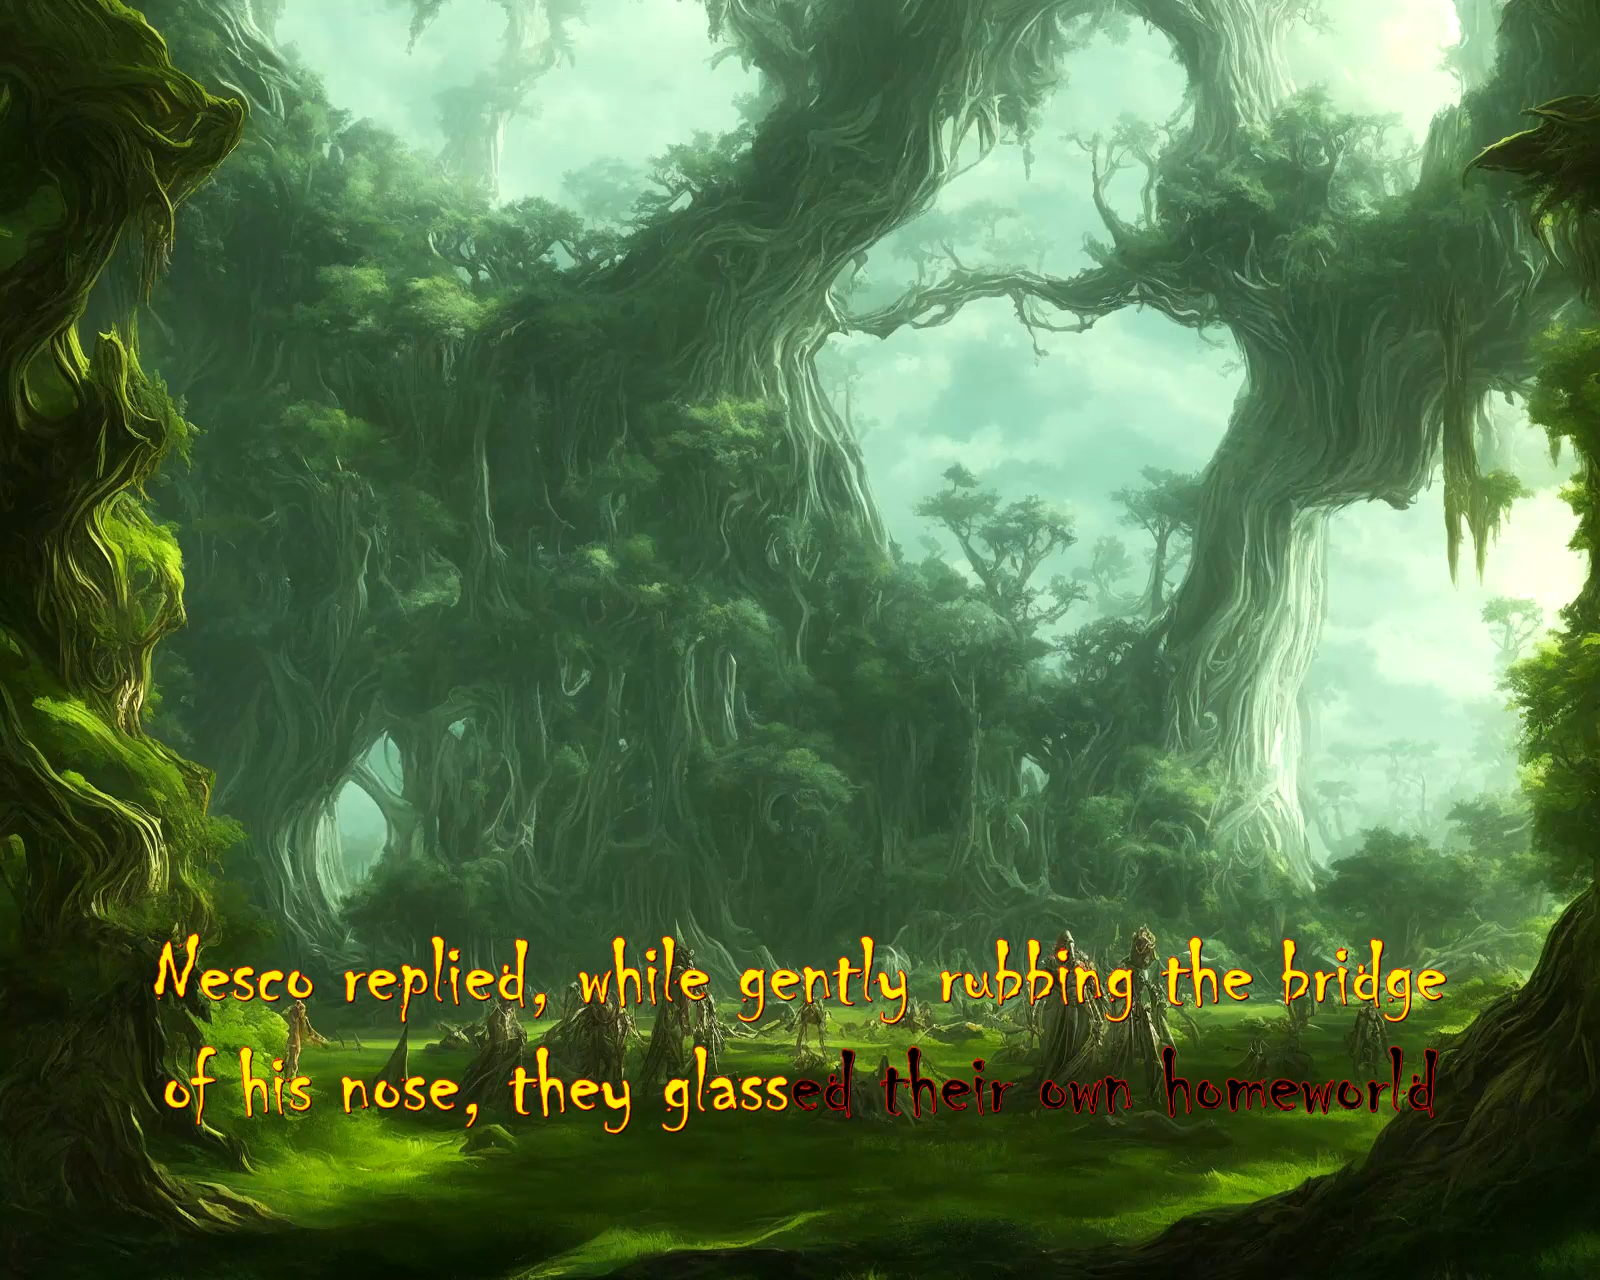 Nesco replied, while gently rubbing the bridge
of his nose, they glassed their own homeworld